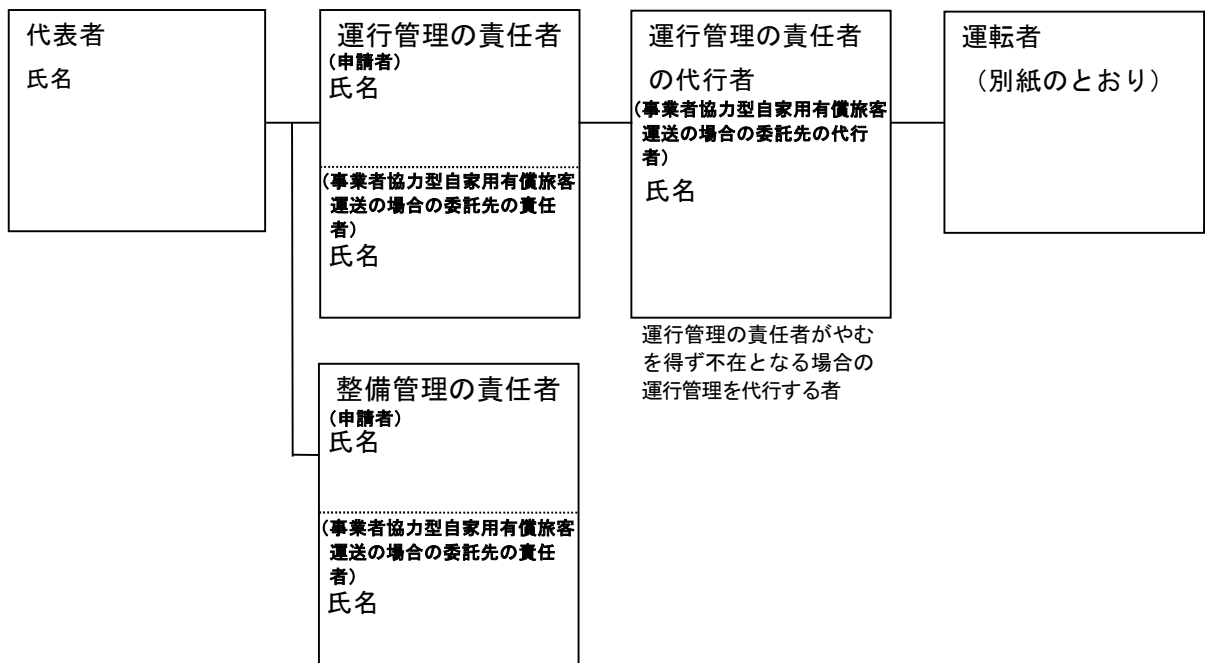 代表者
氏名
運行管理の責任者
(申請者)
氏名
(事業者協力型自家用有償旅客
運送の場合の委託先の責任
者)
氏名
運行管理の責任者
の代行者
(事業者協力型自家用有償旅客
運送の場合の委託先の代行
者)
氏名
運行管理の責任者がやむ
を得ず不在となる場合の
運行管理を代行する者
運転者
(別紙のとおり)
整備管理の責任者
(申請者)
氏名
(事業者協力型自家用有償旅客
運送の場合の委託先の責任
者)
氏名